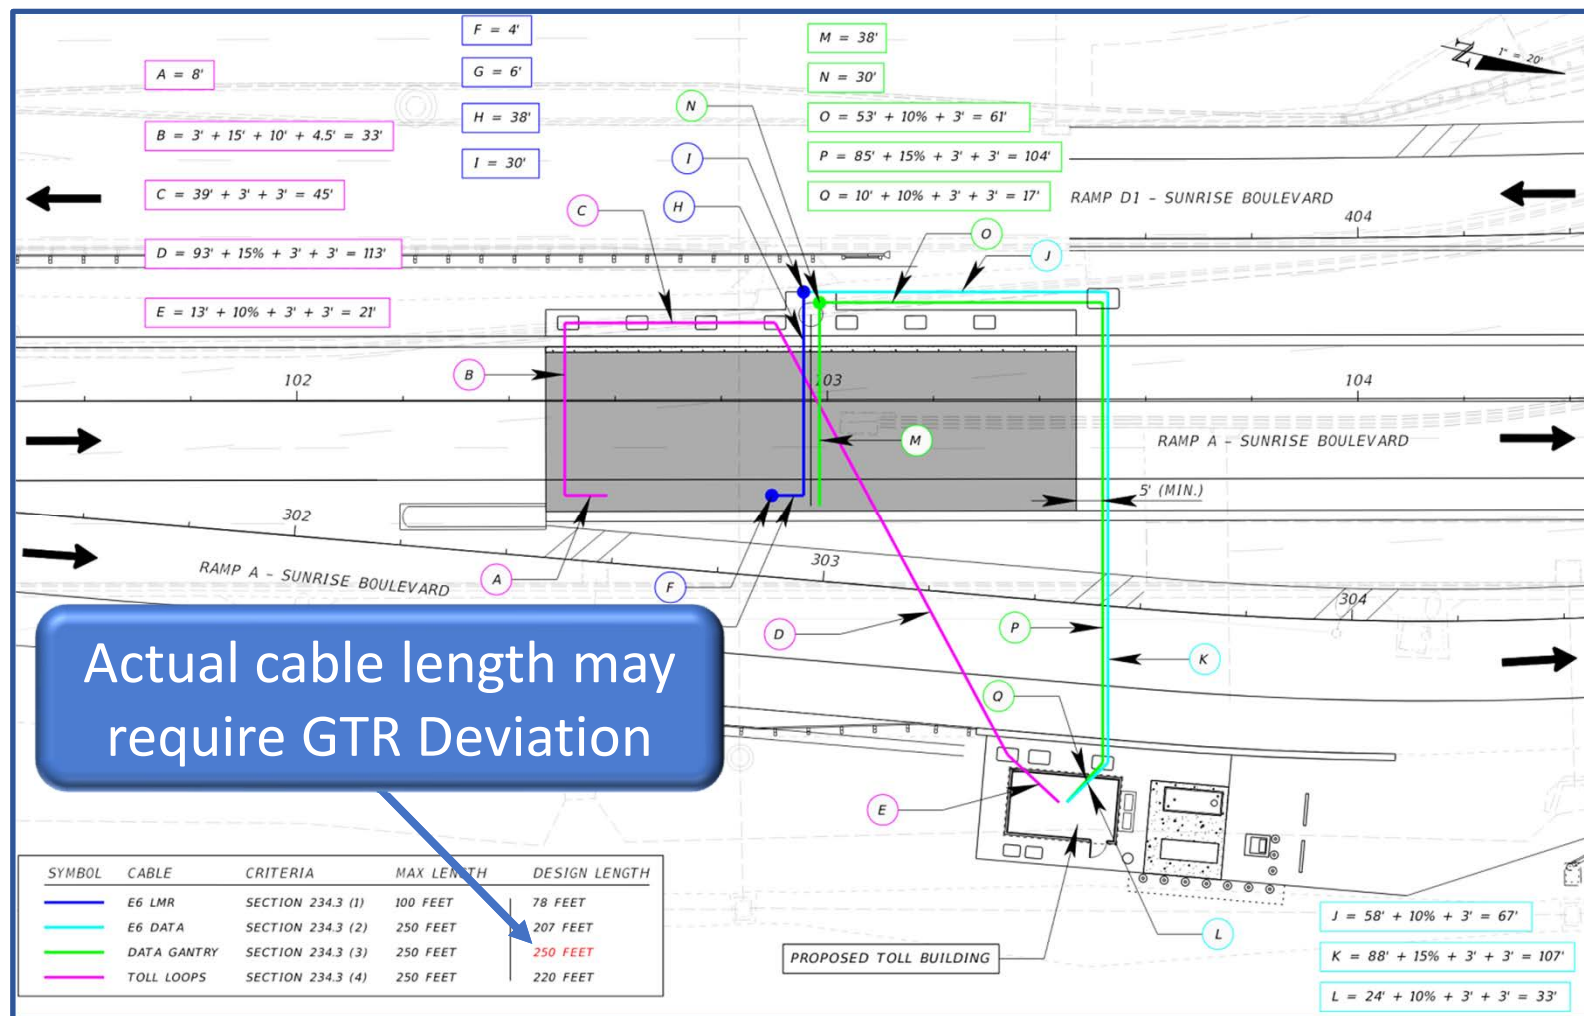 F = 4'
M = 38'
A = 8'
G = 6'
N = 30'
N
1" = 20'
N
H = 38'
O = 53' + 10% + 3' = 61'
B = 3' + 15' + 10' + 4.5' = 33'
I = 30'
I
P = 85' + 15% + 3' + 3' = 104'
C = 39' + 3' + 3' = 45'
C
H
Q = 10' + 10% + 3' + 3' = 17'
RAMP D1 - SUNRISE BOULEVARD
404
D = 93' + 15% + 3' + 3' = 113'
O
J
E = 13' + 10% + 3' + 3' = 21'
B
102
103
104
M
RAMP A - SUNRISE BOULEVARD
5' (MIN.)
302
303
RAMP A - SUNRISE BOULEVARD
A
F
304
D
P
K
Actual cable length may
require GTR Deviation
Q
E
L
PROPOSED TOLL BUILDING
SYMBOL CABLE CRITERIA MAX LENGTH DESIGN LENGTH
E6 LMR SECTION 234.3 (1) 100 FEET 78 FEET
E6 DATA SECTION 234.3 (2) 250 FEET 207 FEET
DATA GANTRY SECTION 234.3 (3) 250 FEET 250 FEET
TOLL LOOPS SECTION 234.3 (4) 250 FEET 220 FEET
J = 58' + 10% + 3' = 67'
K = 88' + 15% + 3' + 3' = 107'
L = 24' + 10% + 3' + 3' = 33'